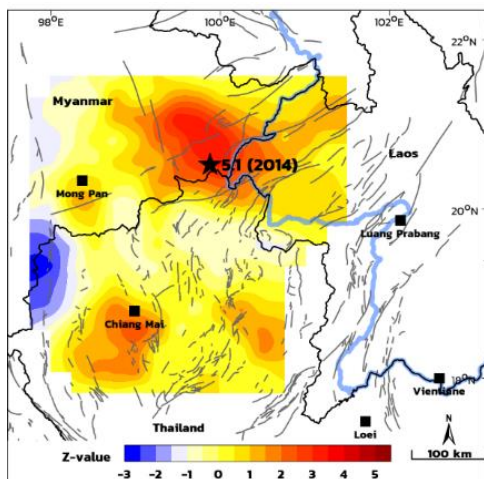 98°E
100°E
102°E
22°N
Myanmar
5.1 (2014)
Laos
Mong Pan
20°N
Luang Prabang
Chiang Mai
18°N
Vientiane
Thailand
Loei
N
Z-value
-3 -2 -1 0 1 2 3 4 5
100 km